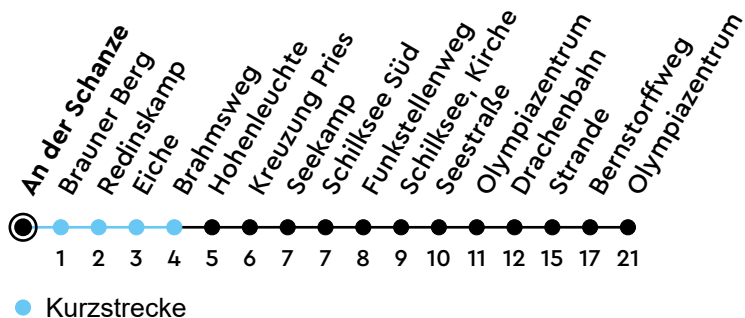 An der Schanze
Brauner Berg
Redinskamp
Eiche
Brahmsweg
Hohenleuchte
Kreuzung Pries
Seekamp
Schilksee Süd
Funkstellenweg
Schilksee, Kirche
Seestraße
Olympiazentrum
Drachenbahn
Strande
Bernstorffweg
Olympiazentrum
1 2 3 4 5 6 7 7 8 9 10 11 12 15 17 21
Kurzstrecke